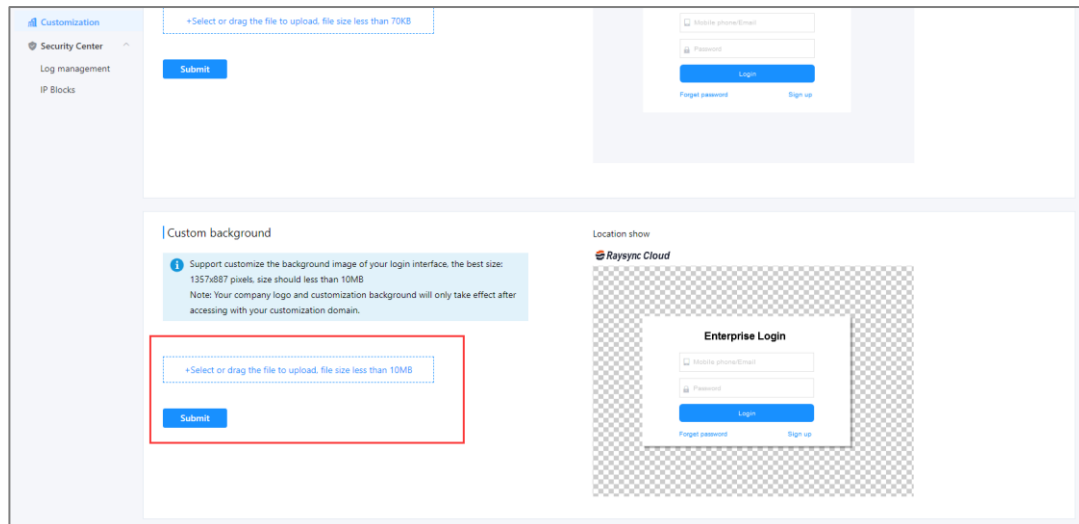 Customization
Security Center
Log management
IP Blocks
+Select or drag the file to upload, file size less than 70KB
Submit
Mobile phone/Email
Password
Login
Forget password Sign up
Custom background
Support customize the background image of your login interface, the best size:
1357x887 pixels, size should less than 10MB
Note: Your company logo and customization background will only take effect after
accessing with your customization domain.
+Select or drag the file to upload, file size less than 10MB
Submit
Location show
Raysync Cloud
Enterprise Login
Mobile phone/Email
Password
Login
Forget password Sign up